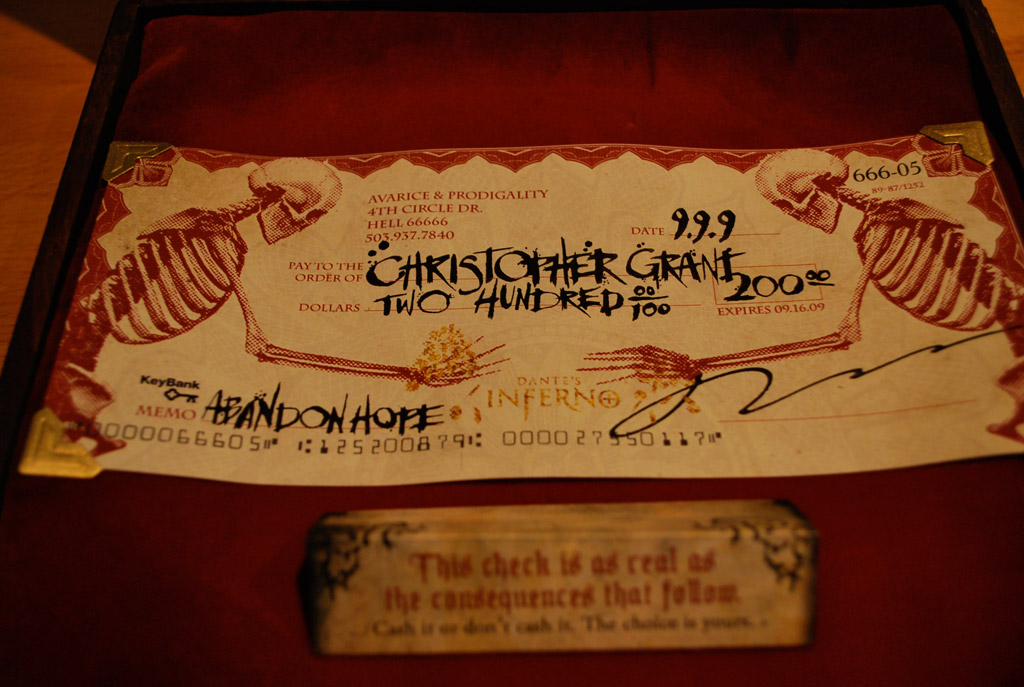 666-05
89-87/1252
AVARICE & PRODIGALITY
4TH CIRCLE DR.
HELL 66666
503.937.7840
DATE 9.9.9
PAY TO THE ORDER OF CHRISTOPHER GRANT
200 00
DOLLARS TWO HUNDRED 00/100
EXPIRES 09.16.09
DANTE'S
INFERNO
KeyBank
MEMO ABANDON HOPE
This check is as real as
the consequences that follow.
Cash it or don't cash it. The choice is yours.